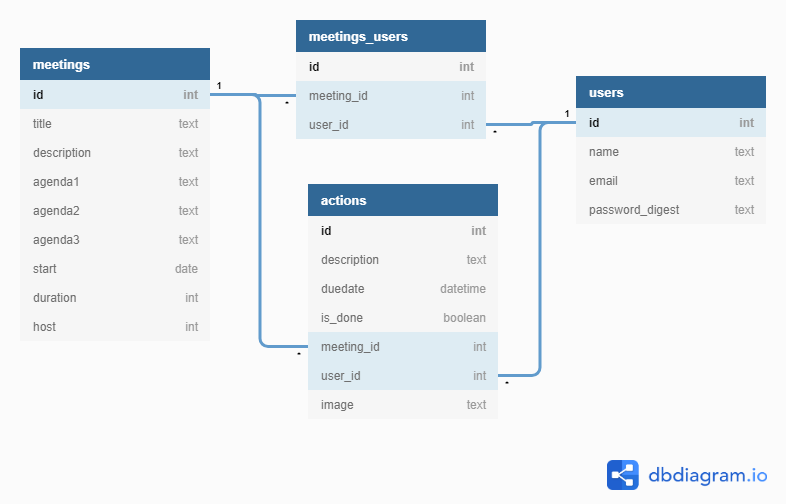 meetings
id int
title text
description text
agenda1 text
agenda2 text
agenda3 text
start date
duration int
host int
1
meetings_users
id int
meeting_id int
user_id int
*
*
actions
id int
description text
duedate datetime
is_done boolean
meeting_id int
user_id int
image text
*
*
1
users
id int
name text
email text
password_digest text
dbdiagram.io